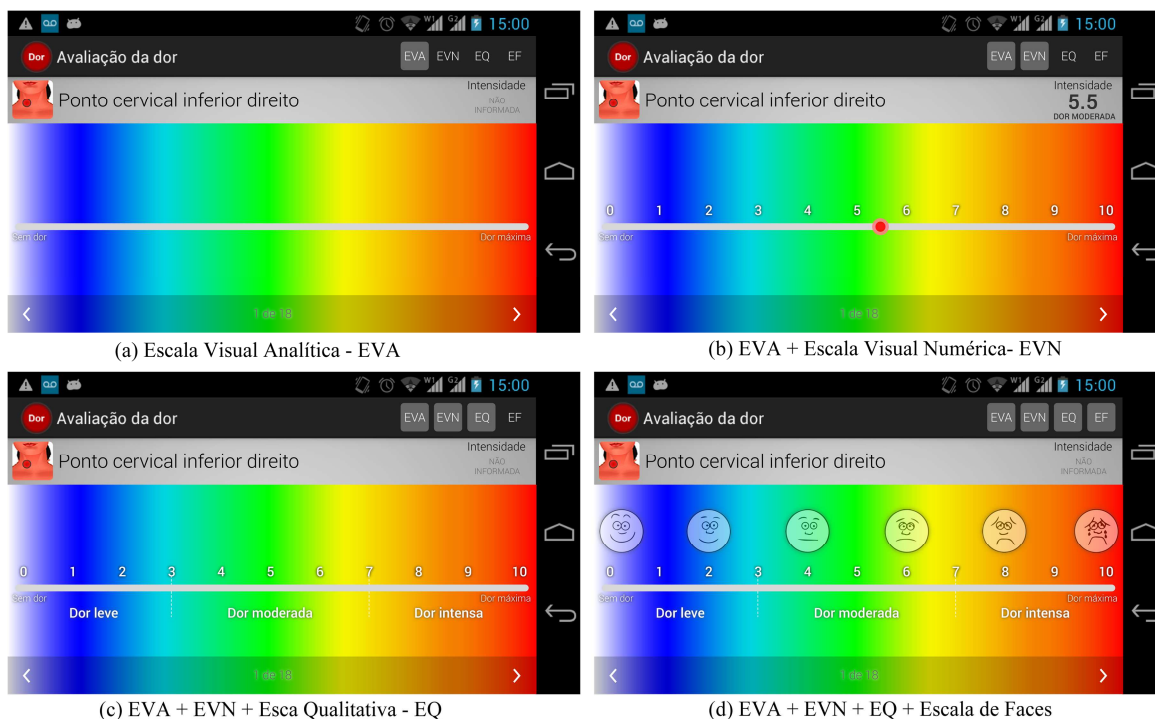 W1 G2 15:00
Dor Avaliação da dor EVA EVN EQ EF
Ponto cervical inferior direito
Intensidade
NÃO
INFORMADA
Sem dor Dor máxima
1 de 18
(a) Escala Visual Analítica - EVA
W1 G2 15:00
Dor Avaliação da dor EVA EVN EQ EF
Ponto cervical inferior direito
Intensidade
5.5
DOR MODERADA
0 1 2 3 4 5 6 7 8 9 10
Sem dor Dor máxima
1 de 18
(b) EVA + Escala Visual Numérica- EVN
W1 G2 15:00
Dor Avaliação da dor EVA EVN EQ EF
Ponto cervical inferior direito
Intensidade
NÃO
INFORMADA
0 1 2 3 4 5 6 7 8 9 10
Sem dor Dor máxima
Dor leve Dor moderada Dor intensa
1 de 18
(c) EVA + EVN + Esca Qualitativa - EQ
W1 G2 15:00
Dor Avaliação da dor EVA EVN EQ EF
Ponto cervical inferior direito
Intensidade
NÃO
INFORMADA
0 1 2 3 4 5 6 7 8 9 10
Sem dor Dor máxima
Dor leve Dor moderada Dor intensa
1 de 18
(d) EVA + EVN + EQ + Escala de Faces